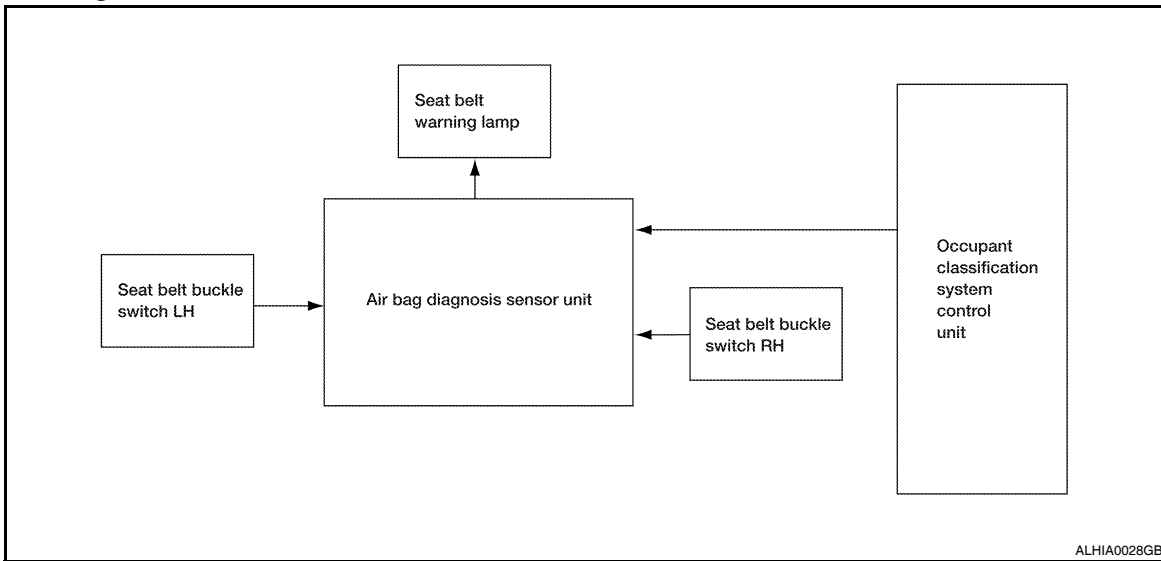 Seat belt
warning lamp
Seat belt buckle
switch LH
Air bag diagnosis sensor unit
Seat belt buckle
switch RH
Occupant
classification
system
control
unit
ALHIA0028GB